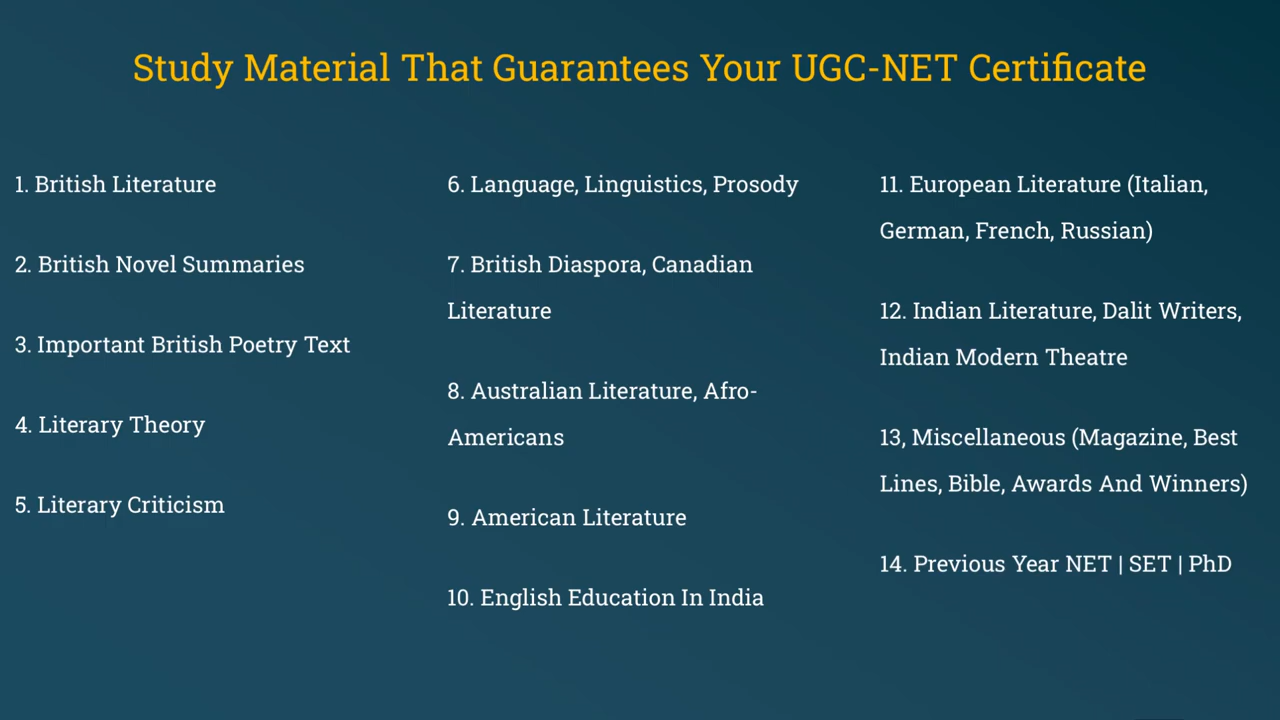 Study Material That Guarantees Your UGC-NET Certificate
1. British Literature
2. British Novel Summaries
3. Important British Poetry Text
4. Literary Theory
5. Literary Criticism
6. Language, Linguistics, Prosody
7. British Diaspora, Canadian
Literature
8. Australian Literature, Afro-
Americans
9. American Literature
10. English Education In India
11. European Literature (Italian,
German, French, Russian)
12. Indian Literature, Dalit Writers,
Indian Modern Theatre
13, Miscellaneous (Magazine, Best
Lines, Bible, Awards And Winners)
14. Previous Year NET | SET | PhD